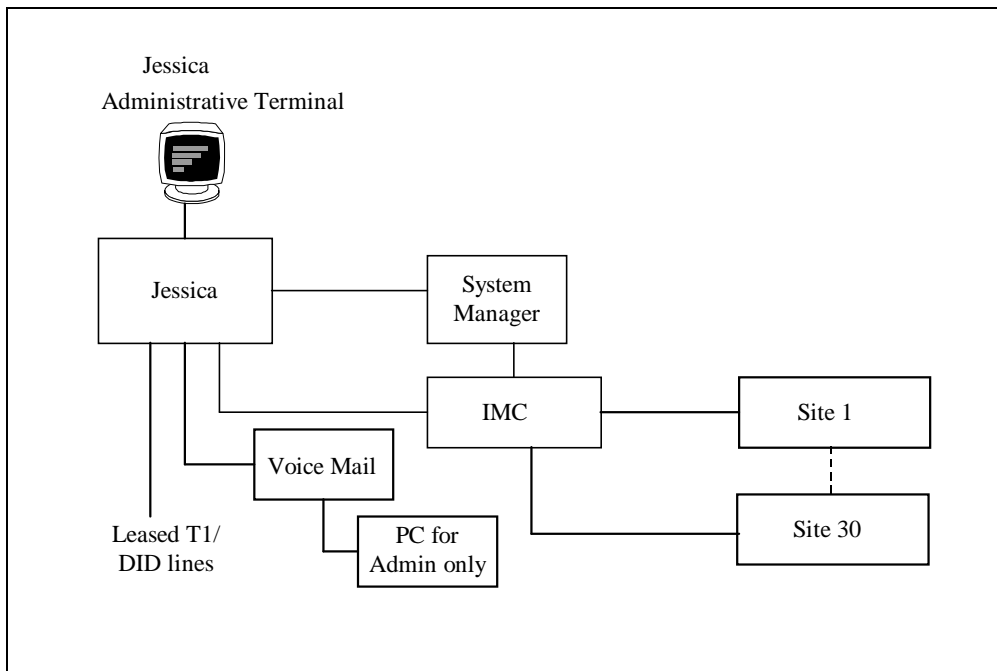 Jessica
Administrative Terminal
Jessica
System
Manager
IMC
Site 1
Voice Mail
Site 30
Leased T1/
DID lines
PC for
Admin only